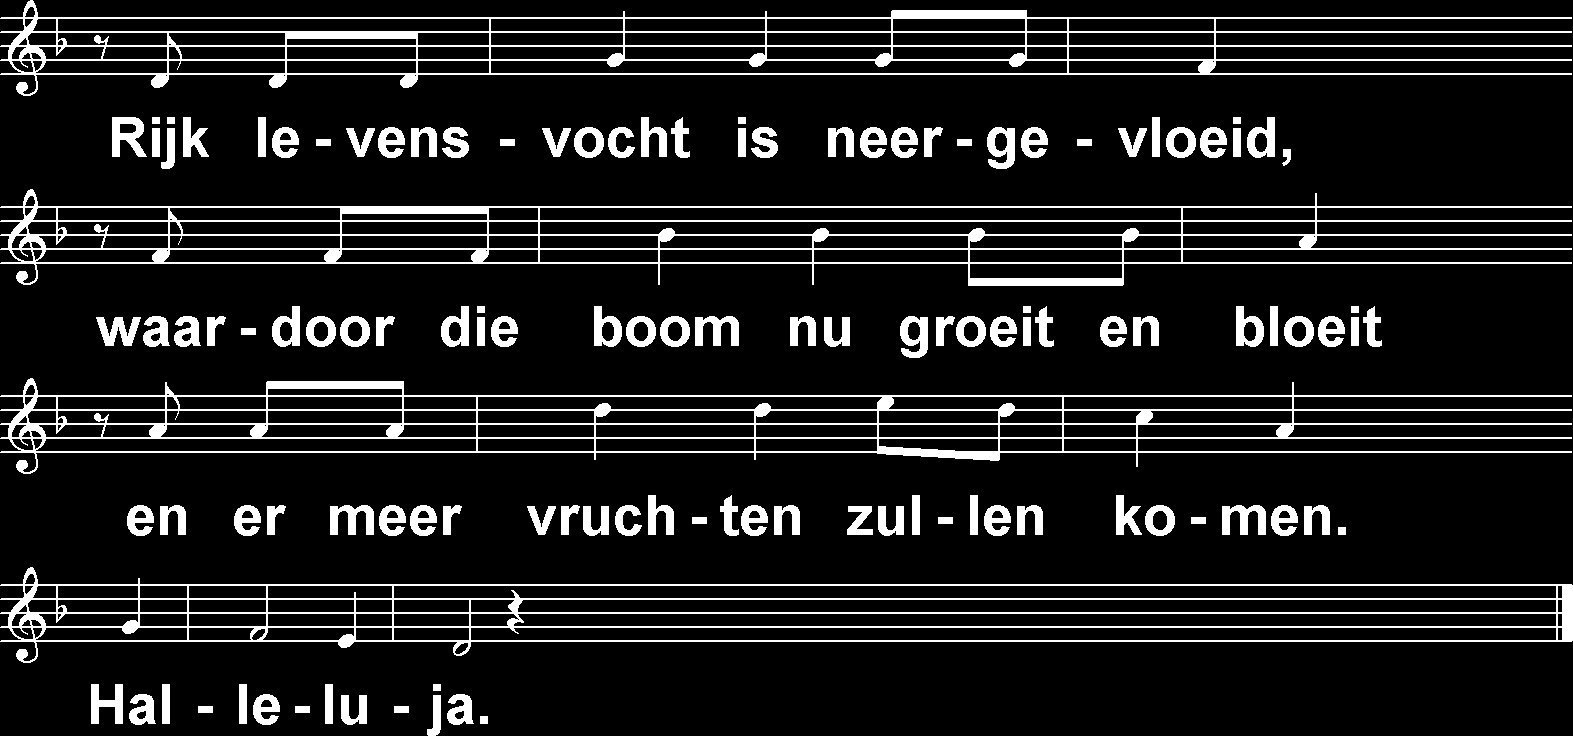 Rijk le - vens - vocht is neer - ge - vloeid,
waar - door die boom nu groeit en bloeit
en er meer vruch - ten zul - len ko - men.
Hal - le - lu - ja.